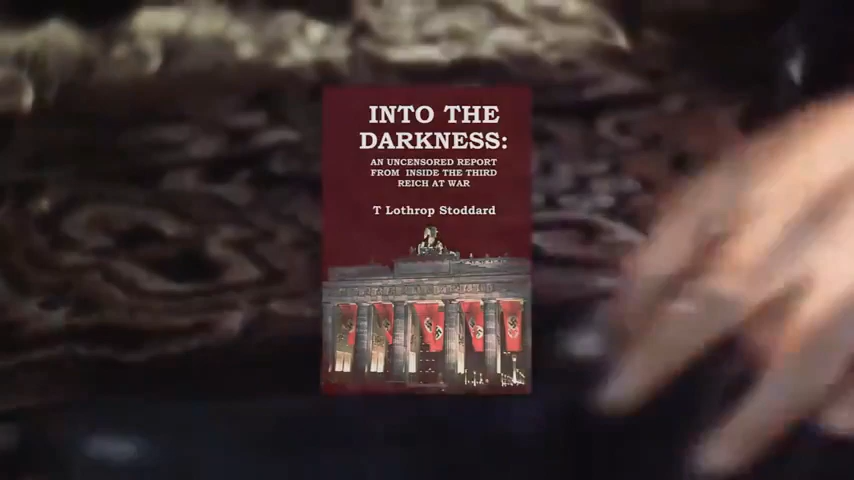 INTO THE
DARKNESS:
AN UNCENSORED REPORT
FROM INSIDE THE THIRD
REICH AT WAR
T Lothrop Stoddard